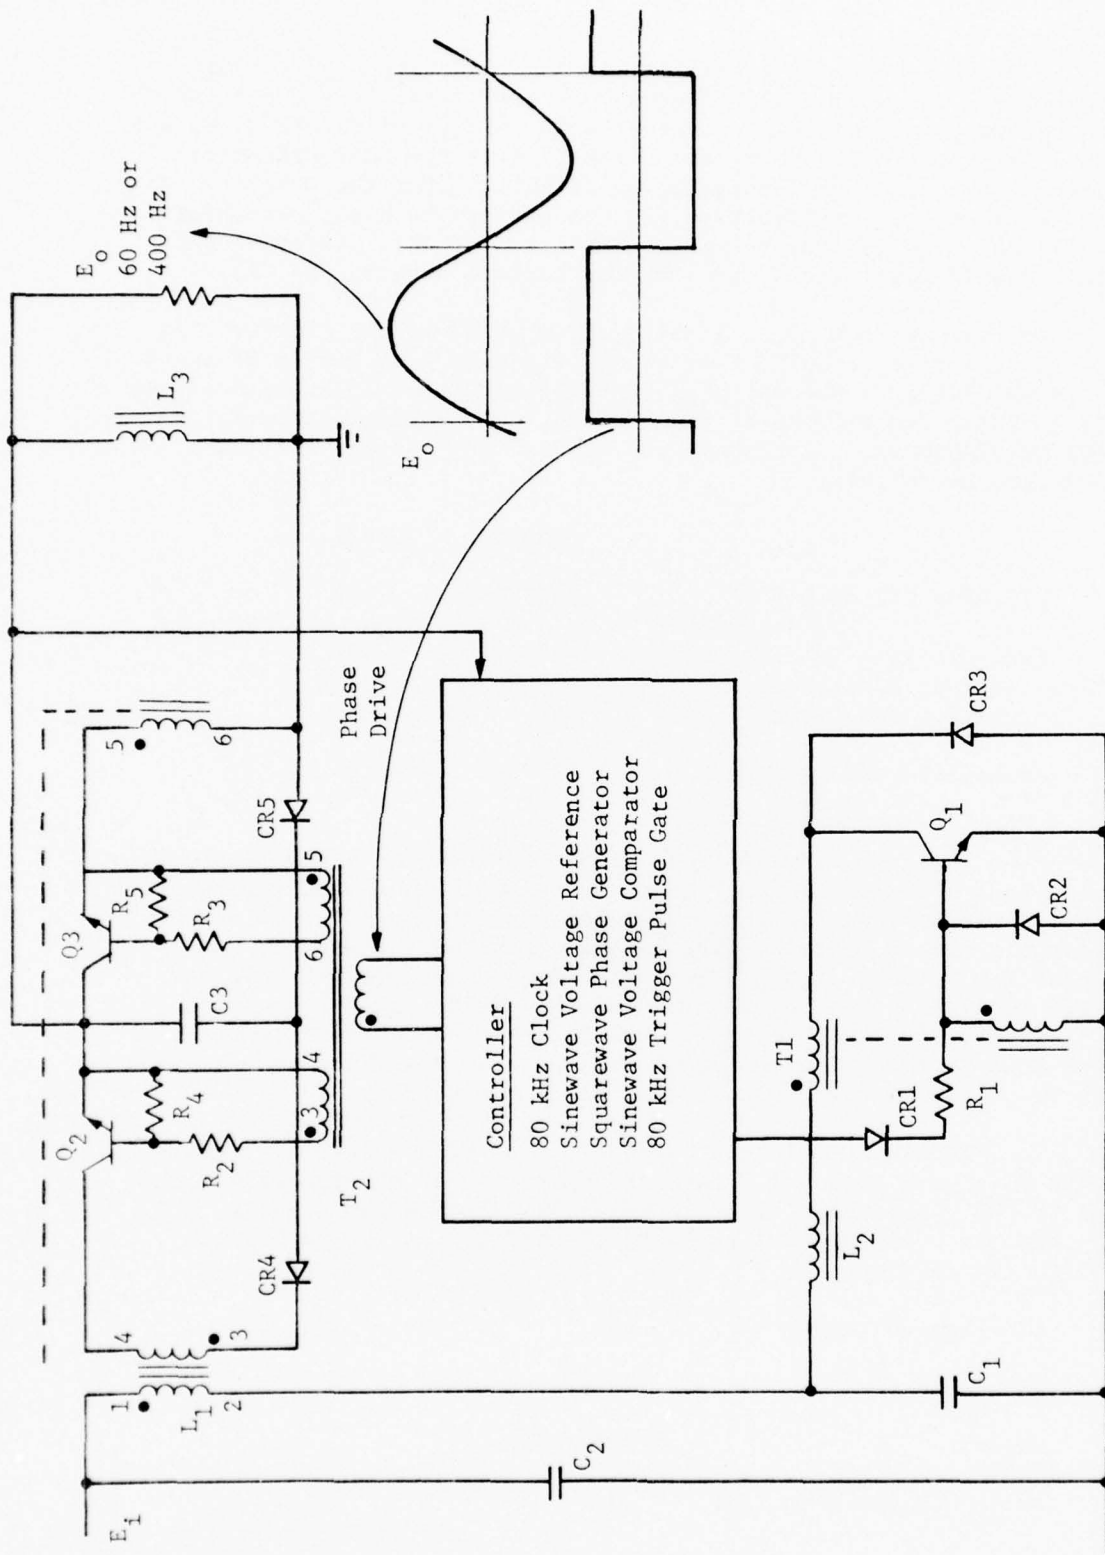 E_i
C_2
1
2
L_1
4
3
CR4
Q_2
R_4
R_2
3
4
T_2
C3
Q3
R_5
R_3
6
5
CR5
5
6
L_3
E_o
60 Hz or
400 Hz
E_o
Phase
Drive
Controller
80 kHz Clock
Sinewave Voltage Reference
Squarewave Phase Generator
Sinewave Voltage Comparator
80 kHz Trigger Pulse Gate
C_1
L_2
T1
CR1
R_1
CR2
Q_1
CR3